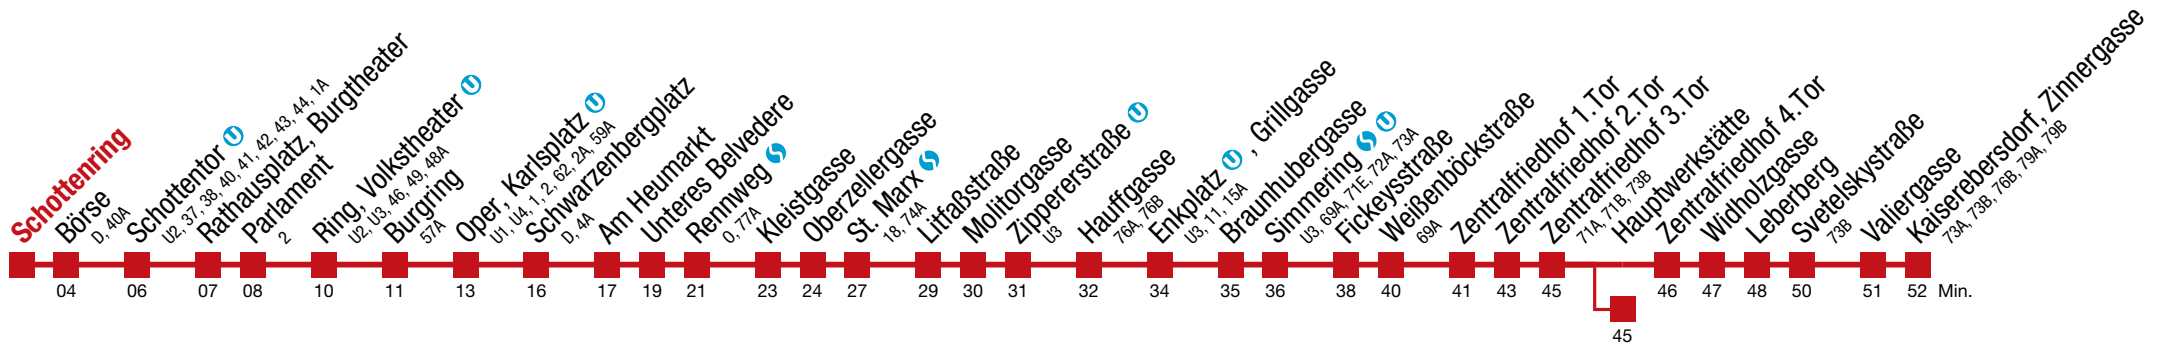 Schottenring
Börse
D, 40A
Schottentor U
U2, 37, 38, 40, 41, 42, 43, 44, 1A
Rathausplatz, Burgtheater
Parlament
2
Ring, Volkstheater U
U2, U3, 46, 49, 48A
Burgring
57A
Oper, Karlsplatz U
U1, U4, 1, 2, 62, 2A, 59A
Schwarzenbergplatz
D, 4A
Am Heumarkt
Unteres Belvedere
Rennweg S
O, 77A
Kleistgasse
Oberzellergasse
St. Marx S
18, 74A
Litfaßstraße
Molitorgasse
Zippererstraße U
U3
Hauffgasse
76A, 76B
Enkplatz U , Grillgasse
U3, 11, 15A
Braunhubergasse
Simmering S U
U3, 69A, 71E, 72A, 73A
Fickeysstraße
Weißenböckstraße
69A
Zentralfriedhof 1.Tor
Zentralfriedhof 2.Tor
Zentralfriedhof 3.Tor
71A, 71B, 73B
Hauptwerkstätte
Zentralfriedhof 4.Tor
Widholzgasse
Leberberg
Svetelskystraße
73B
Valiergasse
Kaiserebersdorf, Zinnergasse
73A, 73B, 76B, 79A, 79B
04 06 07 08 10 11 13 16 17 19 21 23 24 27 29 30 31 32 34 35 36 38 40 41 43 45 46 47 48 50 51 52 Min.
45